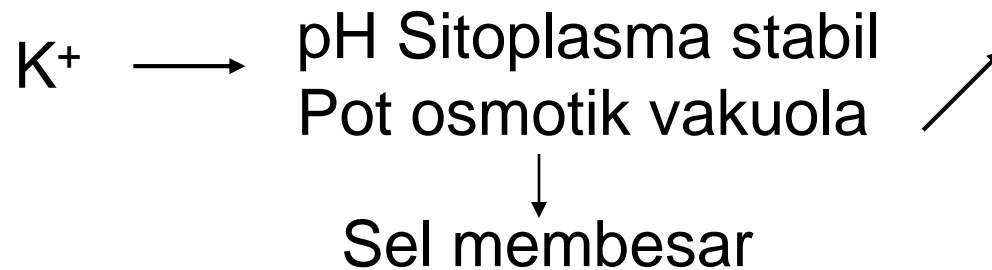 K⁺ → pH Sitoplasma stabil
Pot osmotik vakuola ↗
↓
Sel membesar